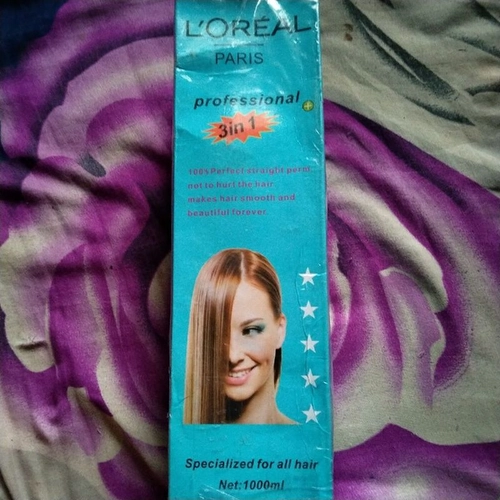 L'ORÉAL
PARIS
professional
3in1
100%Perfect straight perm
not to hurt the hair
makes hair smooth and
beautiful forever.
Specialized for all hair
Net:1000ml